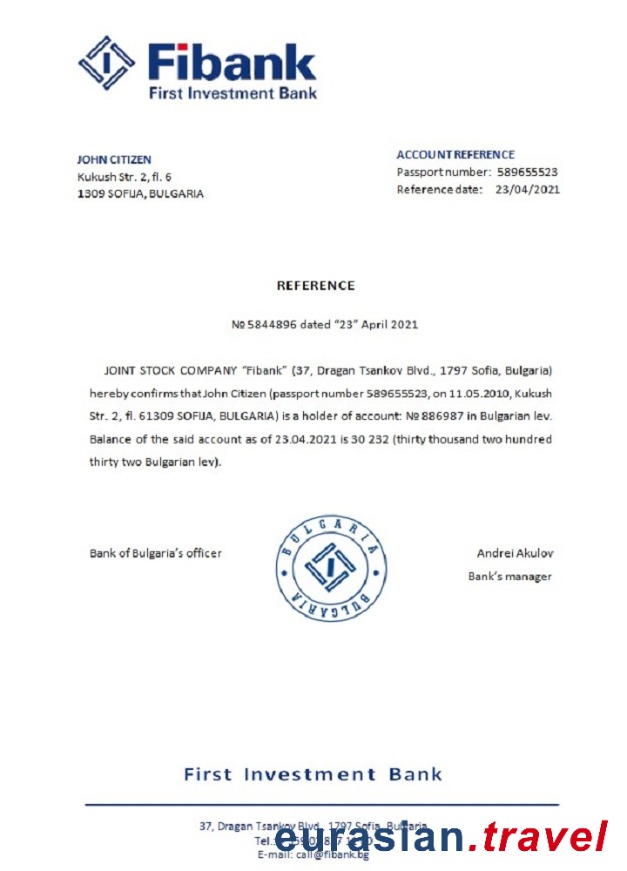 Fibank
First Investment Bank
JOHN CITIZEN
Kukush Str. 2, fl. 6
1309 SOFIJA, BULGARIA
ACCOUNT REFERENCE
Passport number: 589655523
Reference date: 23/04/2021
REFERENCE
№ 5844896 dated "23" April 2021
JOINT STOCK COMPANY "Fibank" (37, Dragan Tsankov Blvd., 1797 Sofia, Bulgaria)
hereby confirms that John Citizen (passport number 589655523, on 11.05.2010, Kukush
Str. 2, fl. 61309 SOFIJA, BULGARIA) is a holder of account: № 886987 in Bulgarian lev.
Balance of the said account as of 23.04.2021 is 30 232 (thirty thousand two hundred
thirty two Bulgarian lev).
Bank of Bulgaria's officer
BULGARIA
BULGARIA
Andrei Akulov
Bank's manager
First Investment Bank
37, Dragan Tsankov Blvd., 1797 Sofia, Bulgaria
Tel.:
E-mail: call@fibank.bg
eurasian.travel